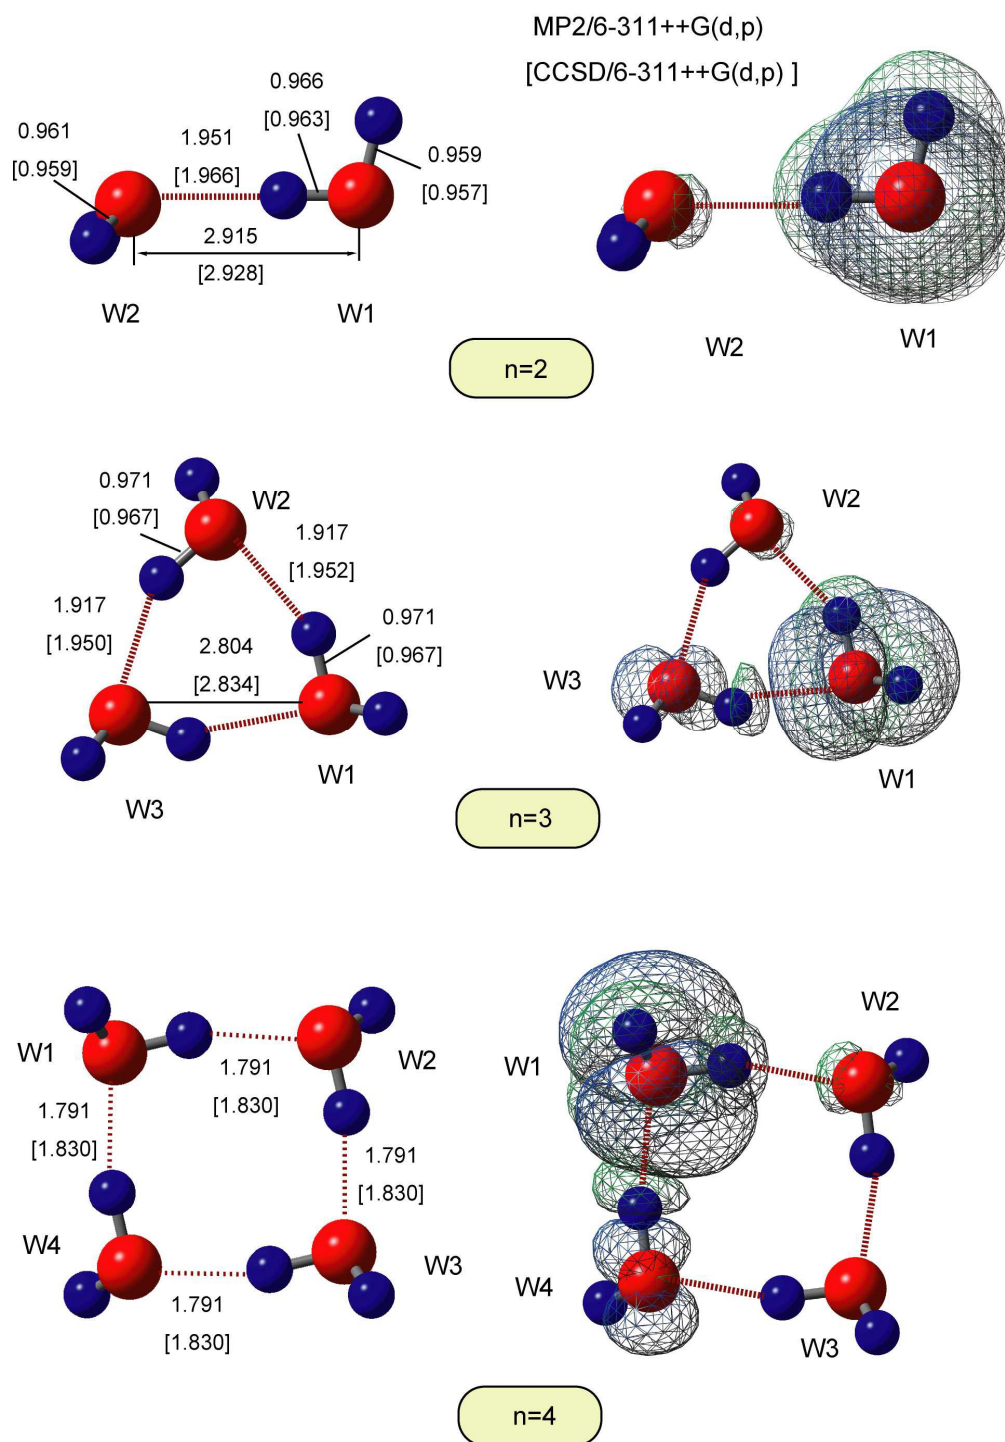 MP2/6-311++G(d,p)
[CCSD/6-311++G(d,p) ]
0.966
[0.963]
0.961
[0.959]
1.951
[1.966]
0.959
[0.957]
2.915
[2.928]
W2
W1
W2
W1
n=2
0.971
[0.967]
W2
1.917
[1.952]
1.917
[1.950]
0.971
[0.967]
2.804
[2.834]
W1
W3
W2
W3
W1
n=3
W1
1.791
[1.830]
W2
1.791
[1.830]
1.791
[1.830]
W4
W3
1.791
[1.830]
W2
W1
W4
W3
n=4